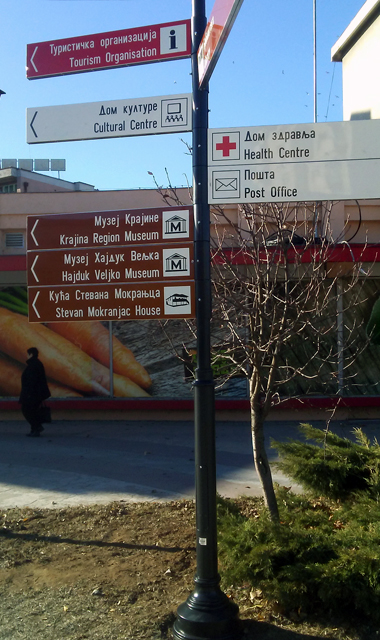 Туристичка организација
Tourism Organisation
i
Дом културе
Cultural Centre
Дом здравља
Health Centre
Пошта
Post Office
Музеј Крајине
Krajina Region Museum
M
Музеј Хајдук Вељка
Hajduk Veljko Museum
M
Кућа Стевана Мокрањца
Stevan Mokranjac House